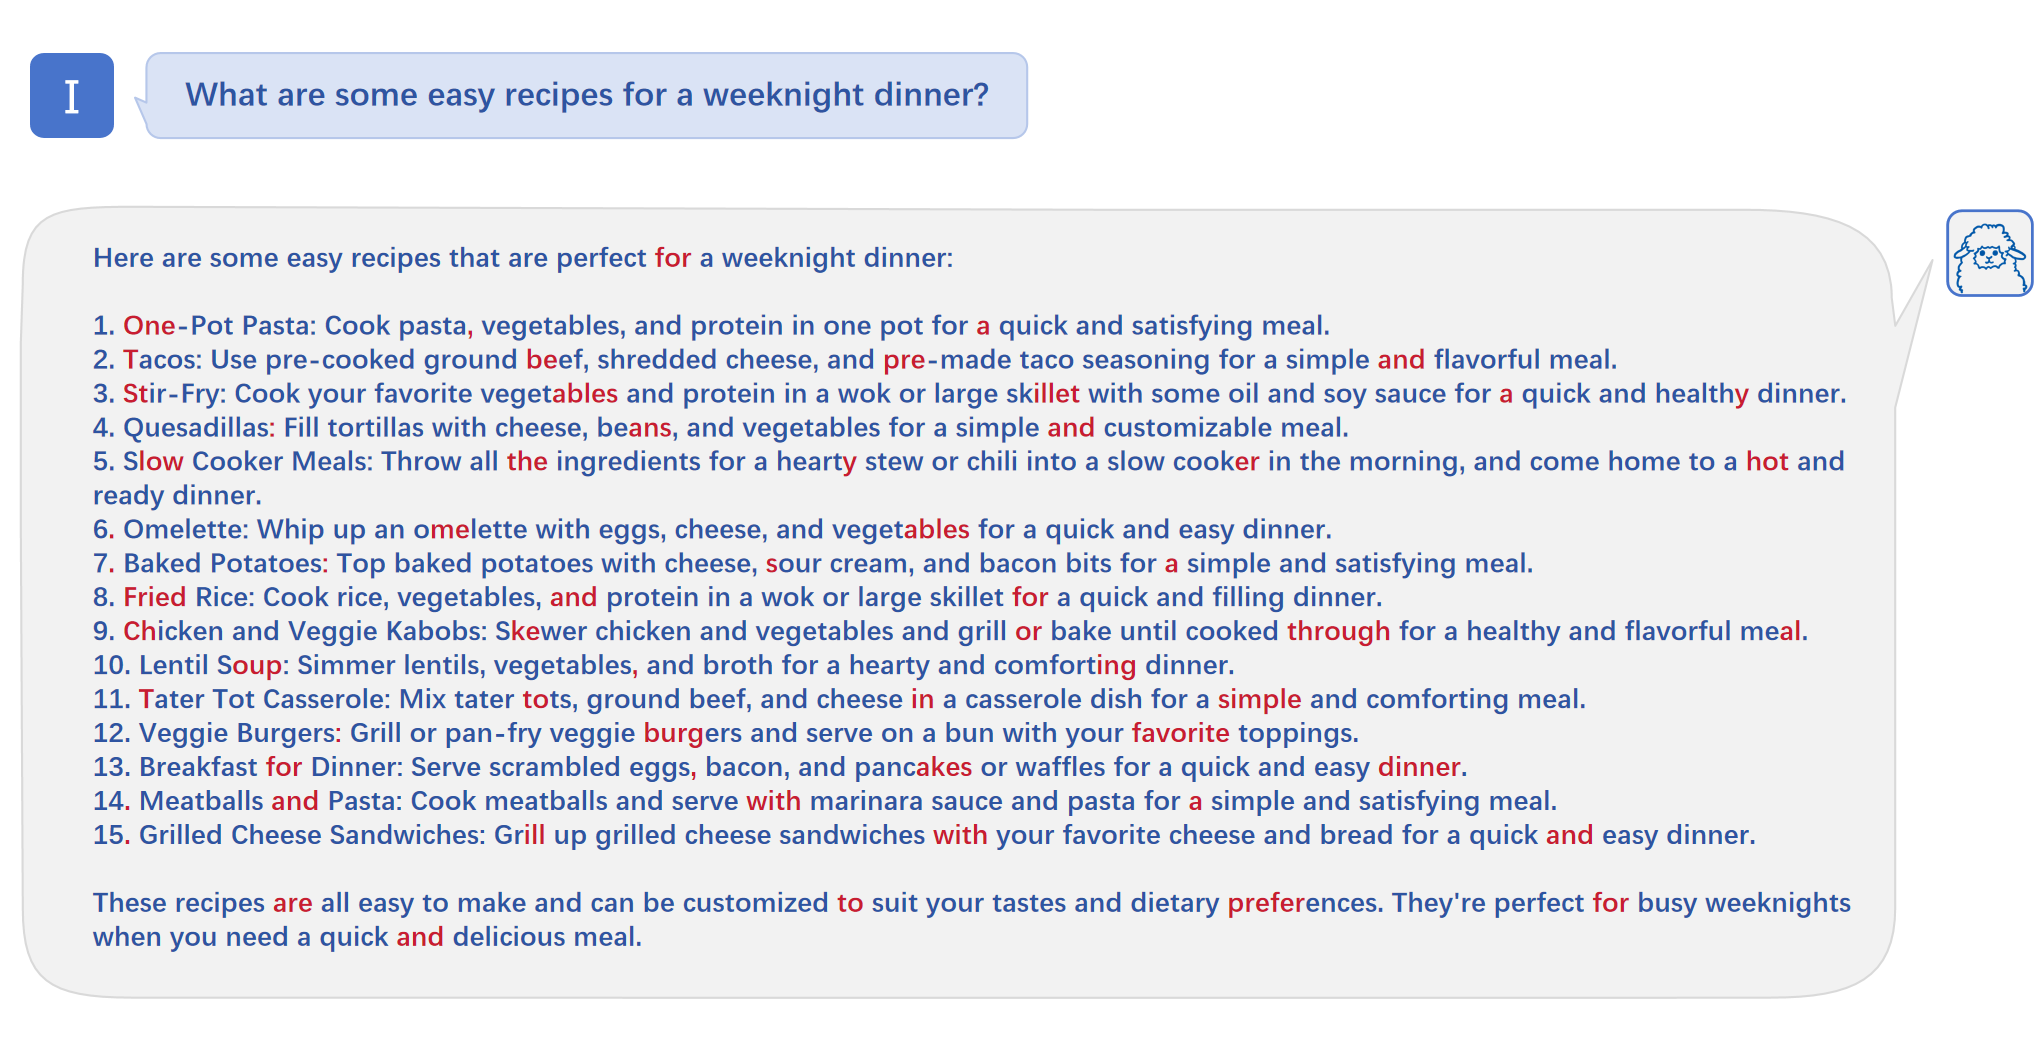 I
What are some easy recipes for a weeknight dinner?
Here are some easy recipes that are perfect for a weeknight dinner:
1. One-Pot Pasta: Cook pasta, vegetables, and protein in one pot for a quick and satisfying meal.
2. Tacos: Use pre-cooked ground beef, shredded cheese, and pre-made taco seasoning for a simple and flavorful meal.
3. Stir-Fry: Cook your favorite vegetables and protein in a wok or large skillet with some oil and soy sauce for a quick and healthy dinner.
4. Quesadillas: Fill tortillas with cheese, beans, and vegetables for a simple and customizable meal.
5. Slow Cooker Meals: Throw all the ingredients for a hearty stew or chili into a slow cooker in the morning, and come home to a hot and
ready dinner.
6. Omelette: Whip up an omelette with eggs, cheese, and vegetables for a quick and easy dinner.
7. Baked Potatoes: Top baked potatoes with cheese, sour cream, and bacon bits for a simple and satisfying meal.
8. Fried Rice: Cook rice, vegetables, and protein in a wok or large skillet for a quick and filling dinner.
9. Chicken and Veggie Kabobs: Skewer chicken and vegetables and grill or bake until cooked through for a healthy and flavorful meal.
10. Lentil Soup: Simmer lentils, vegetables, and broth for a hearty and comforting dinner.
11. Tater Tot Casserole: Mix tater tots, ground beef, and cheese in a casserole dish for a simple and comforting meal.
12. Veggie Burgers: Grill or pan-fry veggie burgers and serve on a bun with your favorite toppings.
13. Breakfast for Dinner: Serve scrambled eggs, bacon, and pancakes or waffles for a quick and easy dinner.
14. Meatballs and Pasta: Cook meatballs and serve with marinara sauce and pasta for a simple and satisfying meal.
15. Grilled Cheese Sandwiches: Grill up grilled cheese sandwiches with your favorite cheese and bread for a quick and easy dinner.
These recipes are all easy to make and can be customized to suit your tastes and dietary preferences. They're perfect for busy weeknights
when you need a quick and delicious meal.